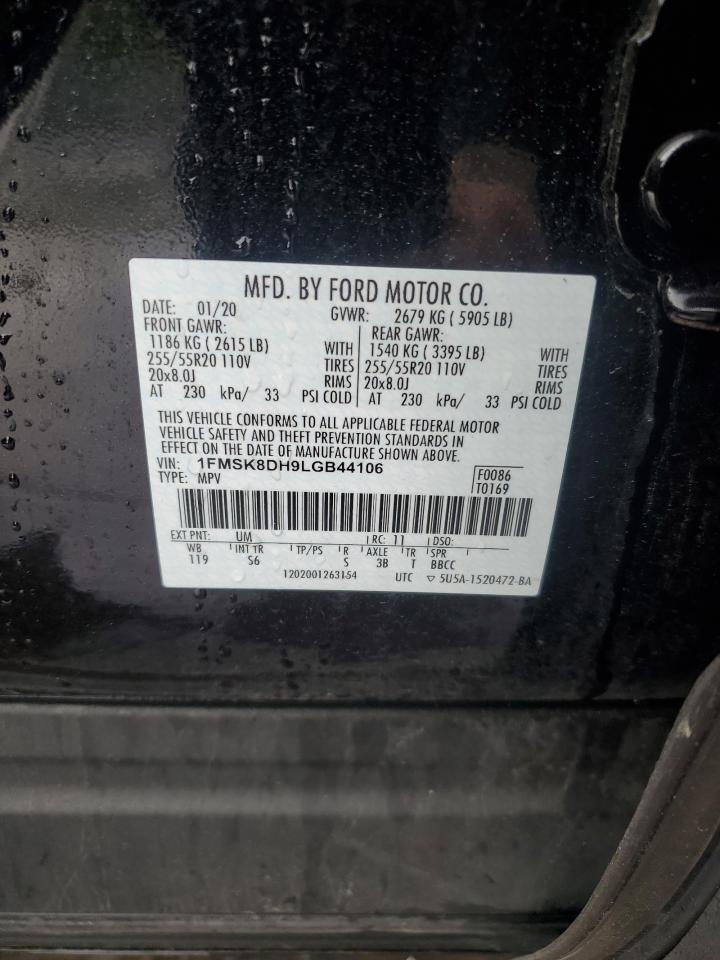 MFD. BY FORD MOTOR CO.
DATE: 01/20 GVWR: 2679 KG ( 5905 LB)
FRONT GAWR: REAR GAWR:
1186 KG ( 2615 LB) WITH 1540 KG ( 3395 LB) WITH
255/55R20 110V TIRES 255/55R20 110V TIRES
20x8.0J RIMS 20x8.0J RIMS
AT 230 kPa/ 33 PSI COLD AT 230 kPa/ 33 PSI COLD
THIS VEHICLE CONFORMS TO ALL APPLICABLE FEDERAL MOTOR
VEHICLE SAFETY AND THEFT PREVENTION STANDARDS IN
EFFECT ON THE DATE OF MANUFACTURE SHOWN ABOVE.
VIN: 1FMSK8DH9LGB44106 F0086
TYPE: MPV T0169
EXT PNT: UM RC: 11 DSO:
WB INT TR TP/PS R AXLE TR SPR
119 S6 S 3B T BBCC
1202001263154 UTC ▽ 5U5A-1520472-BA